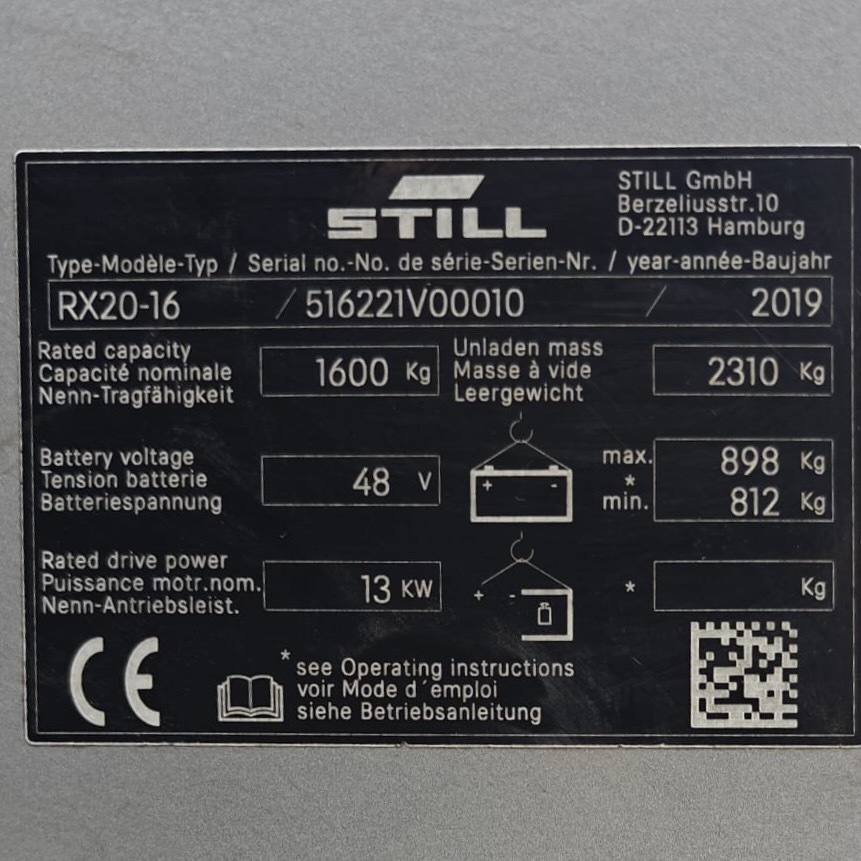 STILL
STILL GmbH
Berzeliusstr.10
D-22113 Hamburg
Type-Modèle-Typ / Serial no.-No. de série-Serien-Nr. / year-année-Baujahr
RX20-16 / 516221V00010 / 2019
Rated capacity
Capacité nominale
Nenn-Tragfähigkeit
1600 Kg
Unladen mass
Masse à vide
Leergewicht
2310 Kg
Battery voltage
Tension batterie
Batteriespannung
48 V
+ -
max. 898 Kg
*
min. 812 Kg
Rated drive power
Puissance motr.nom.
Nenn-Antriebsleist.
13 KW
+ -
* Kg
CE
* see Operating instructions
voir Mode d´emploi
siehe Betriebsanleitung